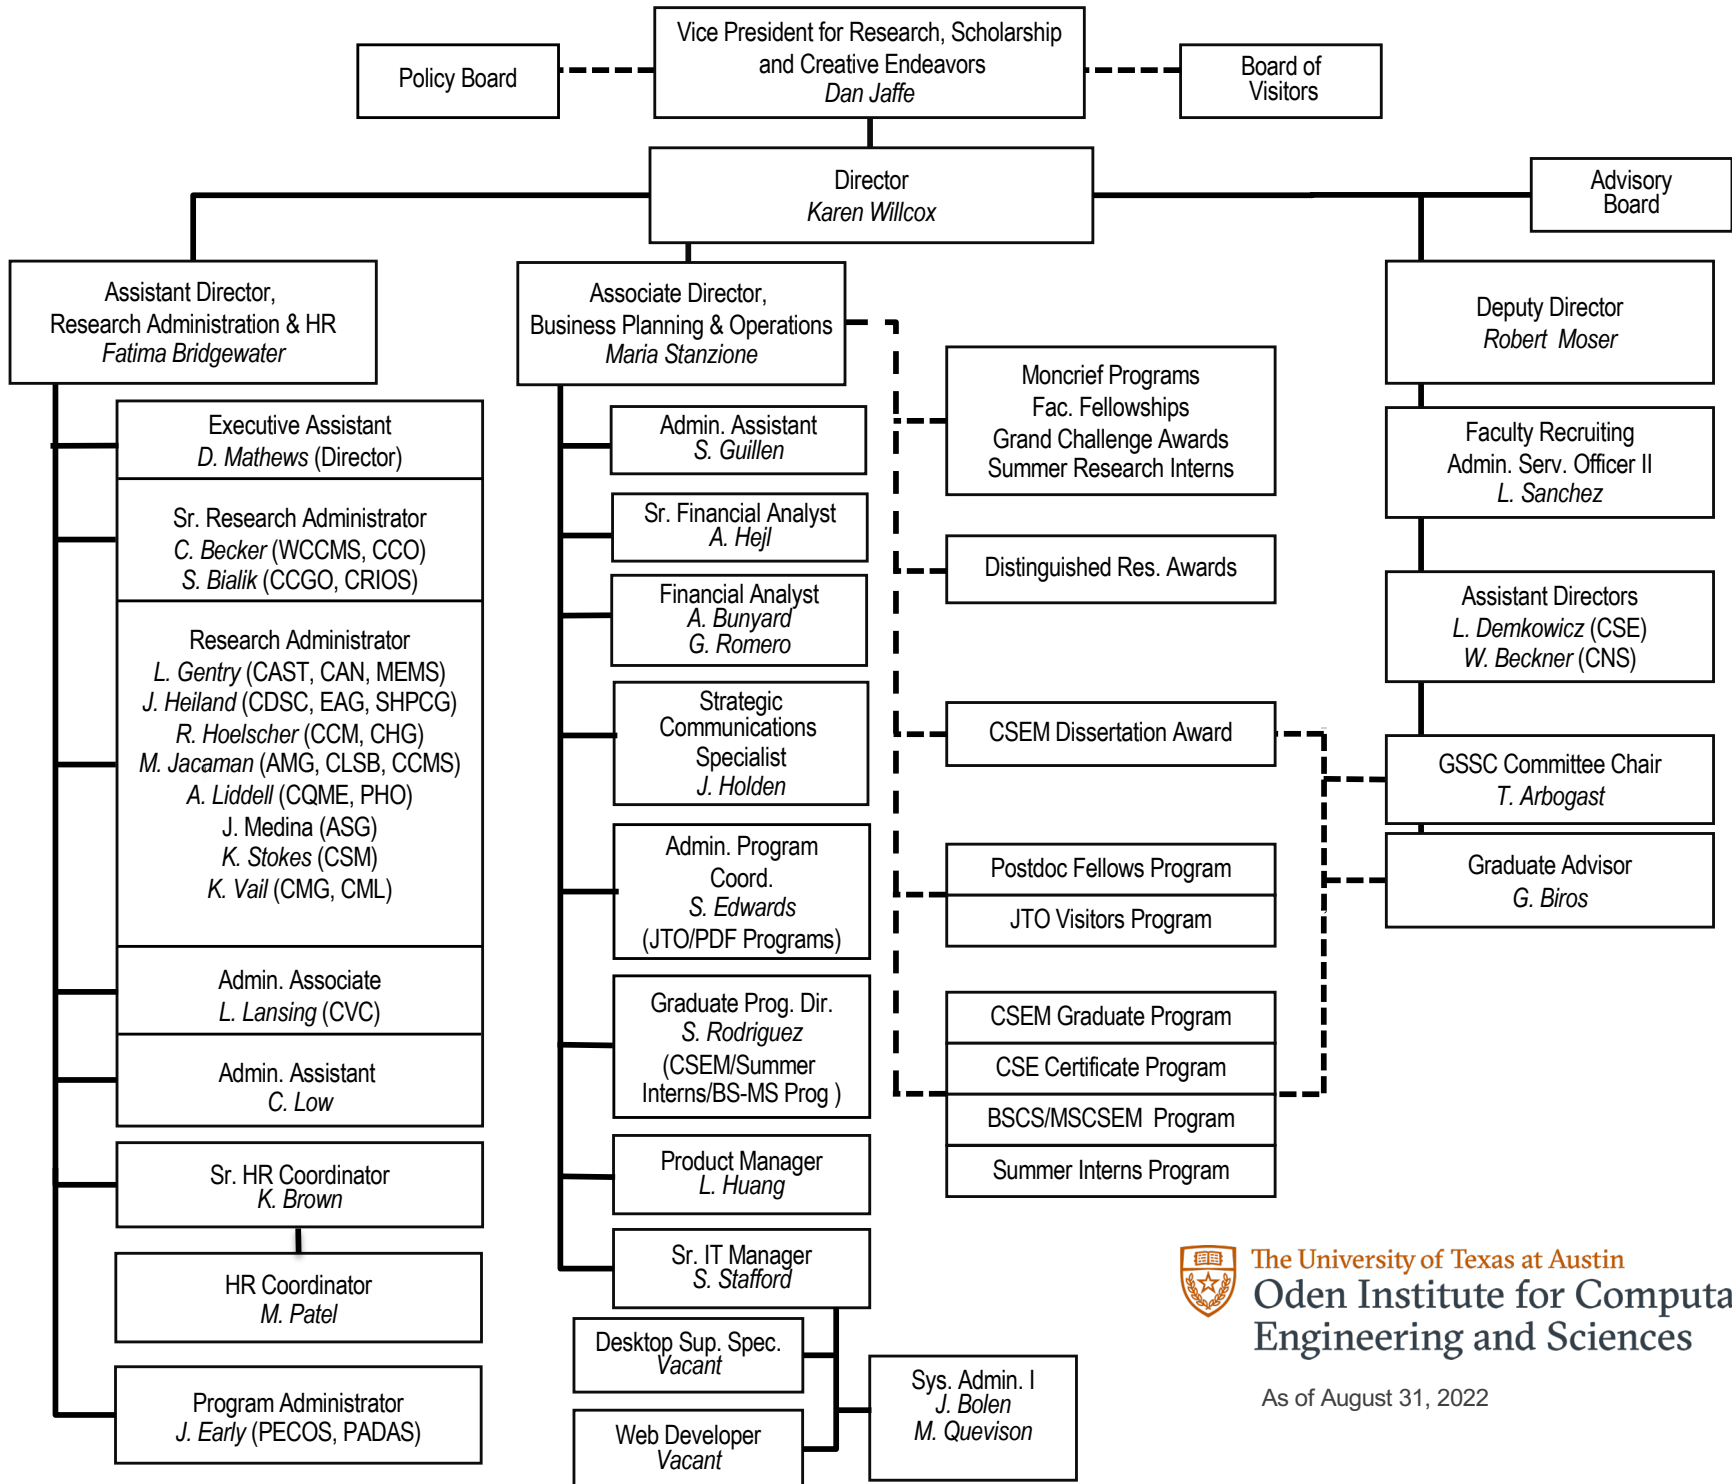 Vice President for Research, Scholarship
and Creative Endeavors
Dan Jaffe
Policy Board
Board of
Visitors
Director
Karen Willcox
Advisory
Board
Assistant Director,
Research Administration & HR
Fatima Bridgewater
Associate Director,
Business Planning & Operations
Maria Stanzione
Deputy Director
Robert Moser
Executive Assistant
D. Mathews (Director)
Sr. Research Administrator
C. Becker (WCCMS, CCO)
S. Bialik (CCGO, CRIOS)
Research Administrator
L. Gentry (CAST, CAN, MEMS)
J. Heiland (CDSC, EAG, SHPCG)
R. Hoelscher (CCM, CHG)
M. Jacaman (AMG, CLSB, CCMS)
A. Liddell (CQME, PHO)
J. Medina (ASG)
K. Stokes (CSM)
K. Vail (CMG, CML)
Admin. Associate
L. Lansing (CVC)
Admin. Assistant
C. Low
Sr. HR Coordinator
K. Brown
HR Coordinator
M. Patel
Program Administrator
J. Early (PECOS, PADAS)
Admin. Assistant
S. Guillen
Sr. Financial Analyst
A. Hejl
Financial Analyst
A. Bunyard
G. Romero
Strategic
Communications
Specialist
J. Holden
Admin. Program
Coord.
S. Edwards
(JTO/PDF Programs)
Graduate Prog. Dir.
S. Rodriguez
(CSEM/Summer
Interns/BS-MS Prog )
Product Manager
L. Huang
Sr. IT Manager
S. Stafford
Desktop Sup. Spec.
Vacant
Web Developer
Vacant
Sys. Admin. I
J. Bolen
M. Quevison
Moncrief Programs
Fac. Fellowships
Grand Challenge Awards
Summer Research Interns
Distinguished Res. Awards
CSEM Dissertation Award
Postdoc Fellows Program
JTO Visitors Program
CSEM Graduate Program
CSE Certificate Program
BSCS/MSCSEM Program
Summer Interns Program
Faculty Recruiting
Admin. Serv. Officer II
L. Sanchez
Assistant Directors
L. Demkowicz (CSE)
W. Beckner (CNS)
GSSC Committee Chair
T. Arbogast
Graduate Advisor
G. Biros
The University of Texas at Austin
Oden Institute for Computa
Engineering and Sciences
As of August 31, 2022